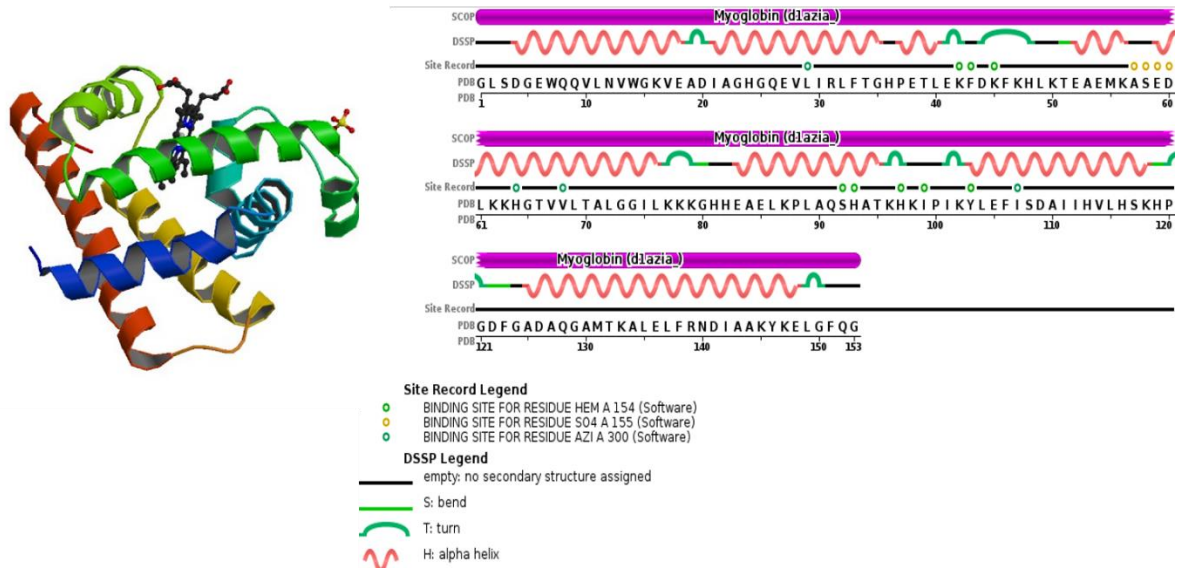 SCOP Myoglobin (d1azia_)
DSSP
Site Record
PDB GLSDGEWQQVLNVWGKVEADIAGHGQEVLIRLFTGHPETLEKFDKFKHLKTEAEMKASED
PDB 1 10 20 30 40 50 60
SCOP Myoglobin (d1azia_)
DSSP
Site Record
PDB LKKHGTVVLTALGGILKKKGHHEAELKPLAQSHATKHKIPIKYLEFISDAIIHVLHSKHP
PDB 61 70 80 90 100 110 120
SCOP Myoglobin (d1azia_)
DSSP
Site Record
PDB GDFGADAQGAMTKALELFRNDIAAKYKELGFQG
PDB 121 130 140 150 153
Site Record Legend
BINDING SITE FOR RESIDUE HEM A 154 (Software)
BINDING SITE FOR RESIDUE SO4 A 155 (Software)
BINDING SITE FOR RESIDUE AZI A 300 (Software)
DSSP Legend
empty: no secondary structure assigned
S: bend
T: turn
H: alpha helix